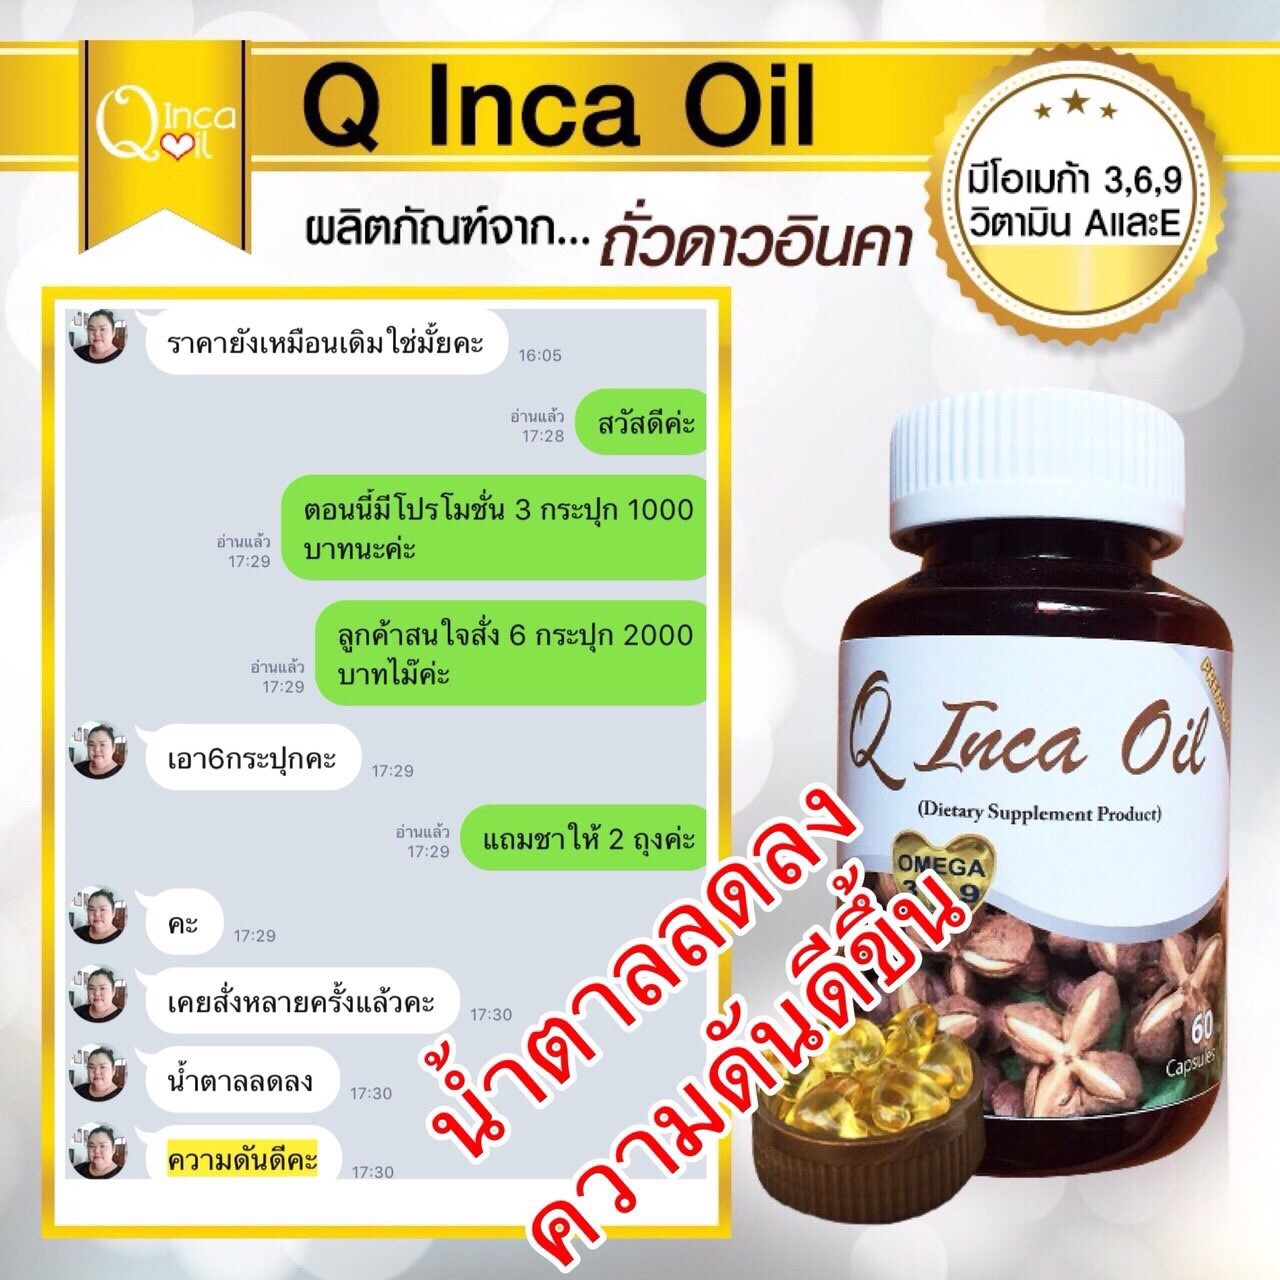 Q Inca Oil
Q Inca
Oil
มีโอเมก้า 3,6,9
วิตามิน AและE
ผลิตภัณฑ์จาก... ถั่วดาวอินคา
ราคายังเหมือนเดิมใช่มั้ยคะ
16:05
สวัสดีค่ะ
อ่านแล้ว
17:28
ตอนนี้มีโปรโมชั่น 3 กระปุก 1000
บาทนะค่ะ
อ่านแล้ว
17:29
ลูกค้าสนใจสั่ง 6 กระปุก 2000
บาทไม๊ค่ะ
อ่านแล้ว
17:29
เอา6กระปุกคะ
17:29
แถมชาให้ 2 ถุงค่ะ
อ่านแล้ว
17:29
คะ
17:29
เคยสั่งหลายครั้งแล้วคะ
17:30
น้ำตาลลดลง
17:30
ความดันดีคะ
17:30
น้ำตาลลดลง
ความดันดีขึ้น
Q Inca Oil
(Dietary Supplement Product)
OMEGA
3 9
60
Capsules